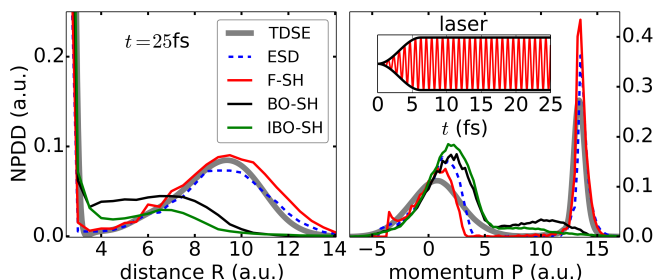 laser
0.2
0.1
0.0
NPDD (a.u.)
t=25fs
TDSE
ESD
F-SH
BO-SH
IBO-SH
4 6 8 10 12 14
distance R (a.u.)
0 5 10 15 20 25
t (fs)
0.4
0.3
0.2
0.1
0.0
−5 0 5 10 15
momentum P (a.u.)